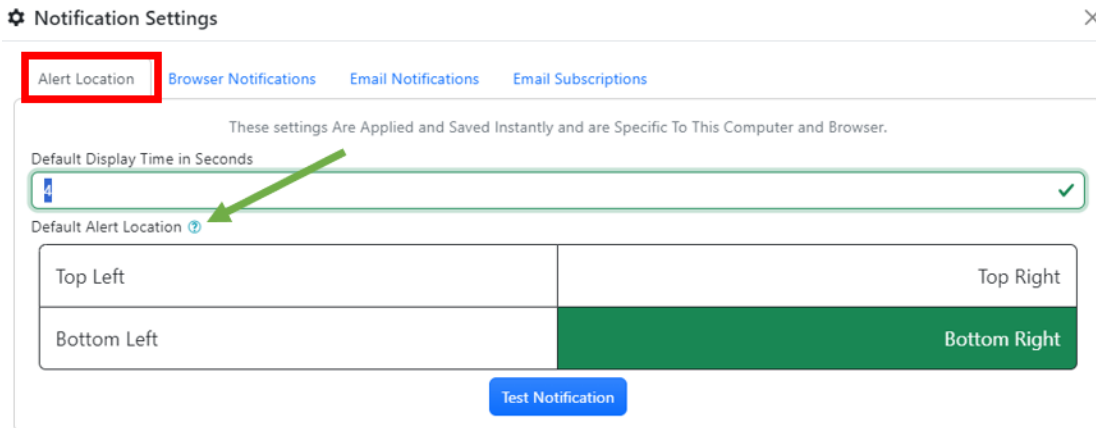 Notification Settings
Alert Location Browser Notifications Email Notifications Email Subscriptions
These settings Are Applied and Saved Instantly and are Specific To This Computer and Browser.
Default Display Time in Seconds
4
Default Alert Location ?
Top Left Top Right
Bottom Left Bottom Right
Test Notification